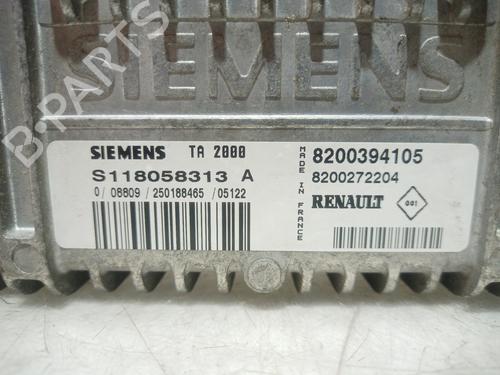 B-PARTS
SIEMENS
SIEMENS TA 2000
S118058313 A
0/ 08809 / 250188465 / 05122
MADE IN FRANCE
8200394105
8200272204
RENAULT 001